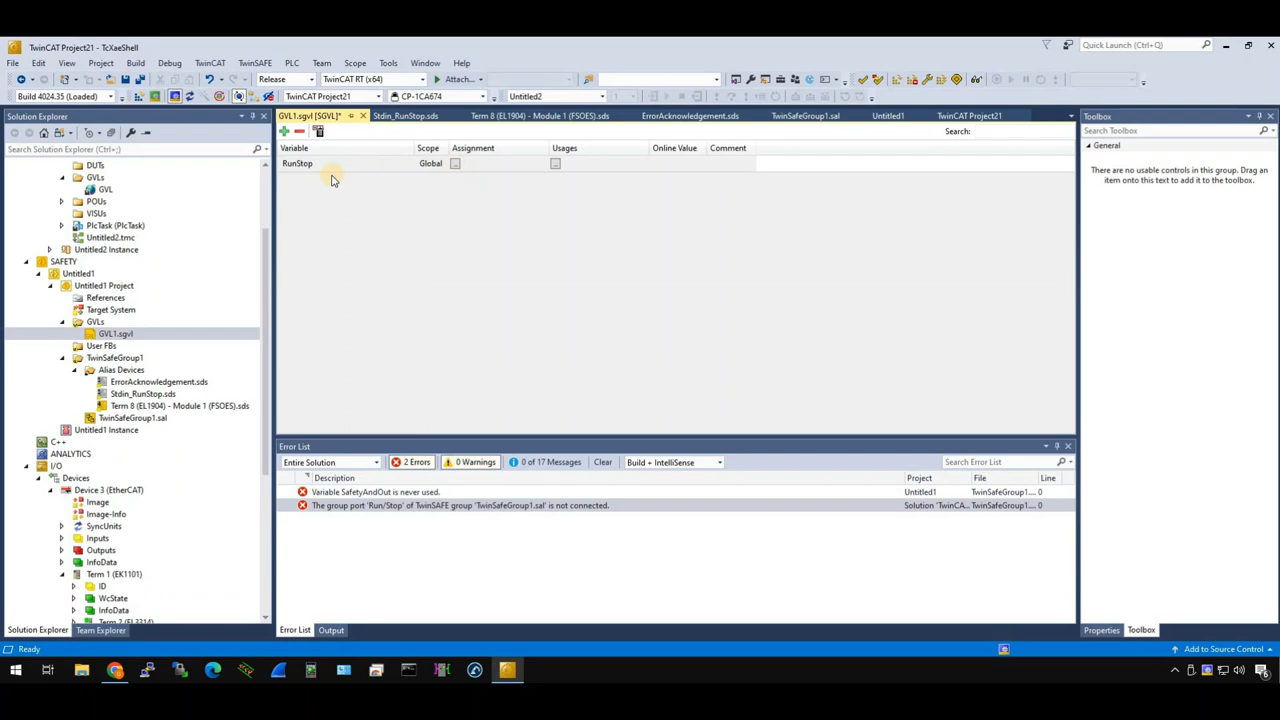 TwinCAT Project21 - TcXaeShell
Quick Launch (Ctrl+Q)
File Edit View Project Build Debug TwinCAT TwinSAFE PLC Team Scope Tools Window Help
Release TwinCAT RT (x64) Attach...
Build 4024.35 (Loaded) TwinCAT Project21 CP-1CA674 Untitled2 1
Solution Explorer
Search Solution Explorer (Ctrl+;)
DUTs
GVLs
GVL
POUs
VISUs
PlcTask (PlcTask)
Untitled2.tmc
Untitled2 Instance
SAFETY
Untitled1
Untitled1 Project
References
Target System
GVLs
GVL1.sgvl
User FBs
TwinSafeGroup1
Alias Devices
ErrorAcknowledgement.sds
Stdin_RunStop.sds
Term 8 (EL1904) - Module 1 (FSOES).sds
TwinSafeGroup1.sal
Untitled1 Instance
C++
ANALYTICS
I/O
Devices
Device 3 (EtherCAT)
Image
Image-Info
SyncUnits
Inputs
Outputs
InfoData
Term 1 (EK1101)
ID
WcState
InfoData
Term 2 (EL3314)
Solution Explorer Team Explorer
GVL1.sgvl [SGVL]* Stdin_RunStop.sds Term 8 (EL1904) - Module 1 (FSOES).sds ErrorAcknowledgement.sds TwinSafeGroup1.sal Untitled1 TwinCAT Project21
Search:
Variable Scope Assignment Usages Online Value Comment
RunStop Global ... ...
Error List
Entire Solution 2 Errors 0 Warnings 0 of 17 Messages Clear Build + IntelliSense Search Error List
Description Project File Line
Variable SafetyAndOut is never used. Untitled1 TwinSafeGroup1.... 0
The group port 'Run/Stop' of TwinSAFE group 'TwinSafeGroup1.sal' is not connected. Solution 'TwinCA... TwinSafeGroup1.... 0
Error List Output
Toolbox
Search Toolbox
General
There are no usable controls in this group. Drag an
item onto this text to add it to the toolbox.
Properties Toolbox
Ready Add to Source Control
6